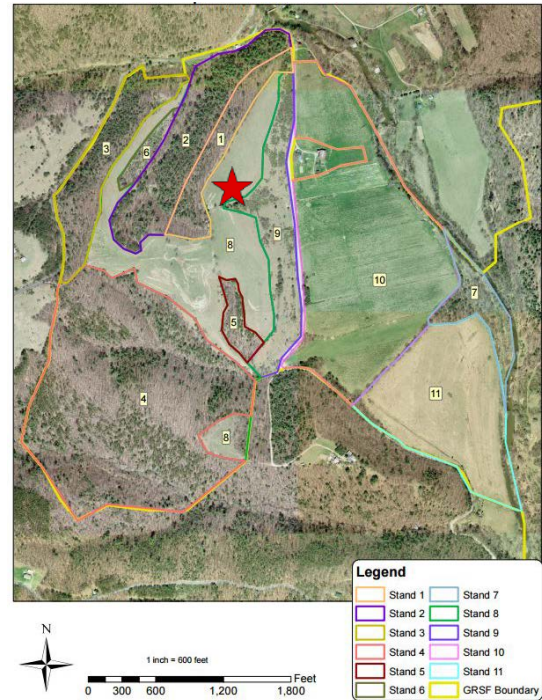 1
2
3
6
9
8
10
7
5
11
4
8
N
1 inch = 600 feet
Feet
0 300 600 1,200 1,800
Legend
Stand 1 Stand 7
Stand 2 Stand 8
Stand 3 Stand 9
Stand 4 Stand 10
Stand 5 Stand 11
Stand 6 GRSF Boundary